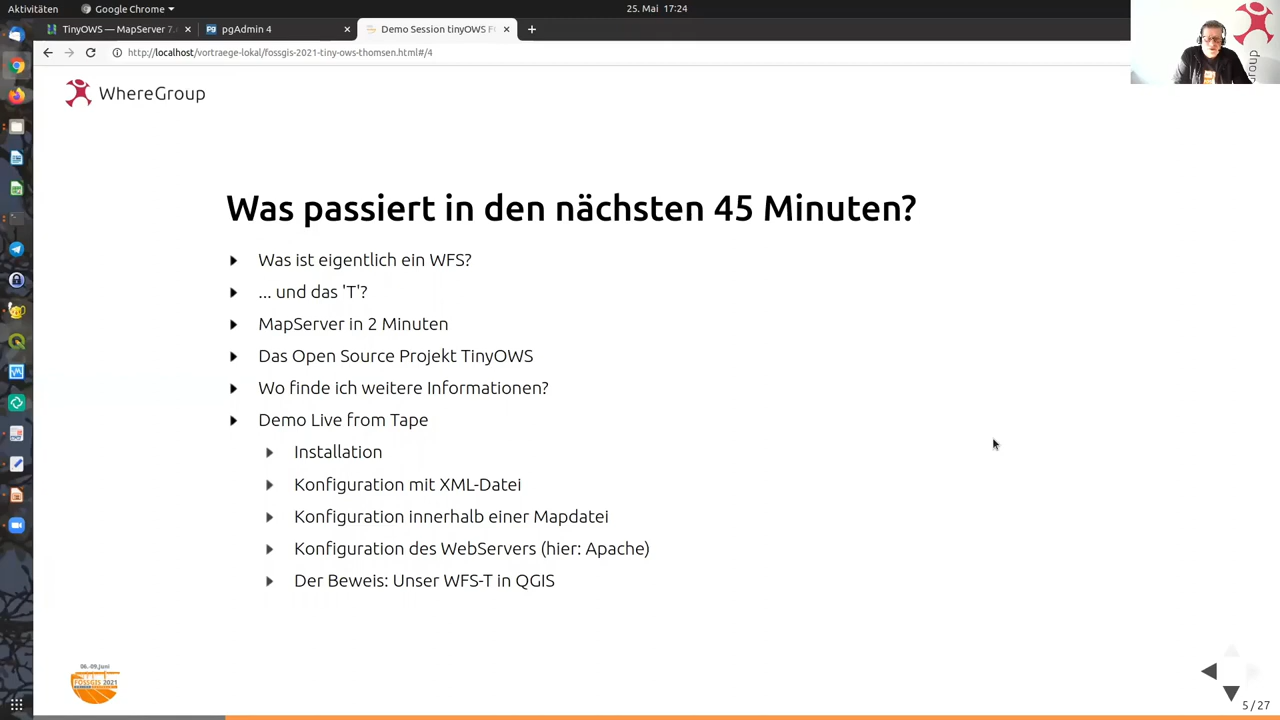 Aktivitäten
Google Chrome
25. Mai 17:24
TinyOWS — MapServer 7.
pgAdmin 4
Demo Session tinyOWS F
http://localhost/vortraege-lokal/fossgis-2021-tiny-ows-thomsen.html#/4
WhereGroup
Was passiert in den nächsten 45 Minuten?
Was ist eigentlich ein WFS?
... und das 'T'?
MapServer in 2 Minuten
Das Open Source Projekt TinyOWS
Wo finde ich weitere Informationen?
Demo Live from Tape
Installation
Konfiguration mit XML-Datei
Konfiguration innerhalb einer Mapdatei
Konfiguration des WebServers (hier: Apache)
Der Beweis: Unser WFS-T in QGIS
06.-09.Juni
FOSSGIS 2021
5 / 27